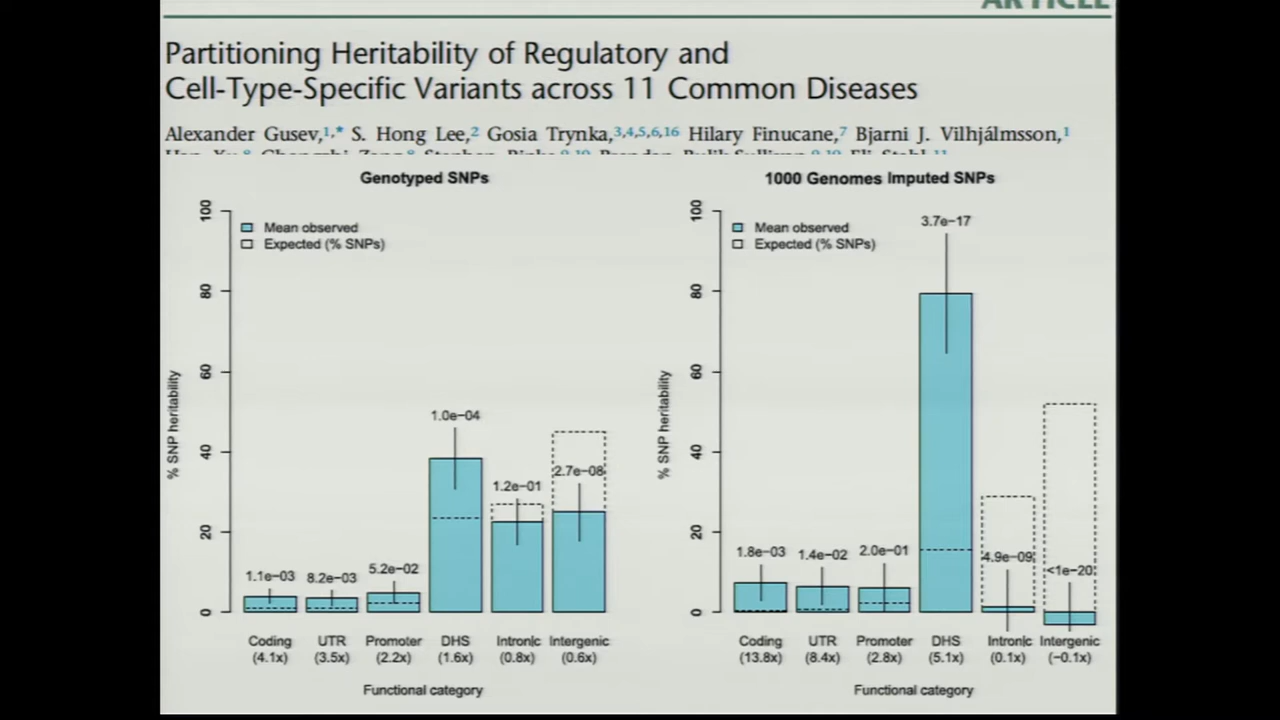 ARTICLE
Partitioning Heritability of Regulatory and
Cell-Type-Specific Variants across 11 Common Diseases
Alexander Gusev,1,* S. Hong Lee,2 Gosia Trynka,3,4,5,6,16 Hilary Finucane,7 Bjarni J. Vilhjálmsson,1
Genotyped SNPs
Mean observed
Expected (% SNPs)
% SNP heritability
100
80
60
40
20
0
1.1e−03
8.2e−03
5.2e−02
1.0e−04
1.2e−01
2.7e−08
Coding UTR Promoter DHS Intronic Intergenic
(4.1x) (3.5x) (2.2x) (1.6x) (0.8x) (0.6x)
Functional category
1000 Genomes Imputed SNPs
Mean observed
Expected (% SNPs)
% SNP heritability
100
80
60
40
20
0
1.8e−03
1.4e−02
2.0e−01
3.7e−17
4.9e−09
<1e−20
Coding UTR Promoter DHS Intronic Intergenic
(13.8x) (8.4x) (2.8x) (5.1x) (0.1x) (−0.1x)
Functional category